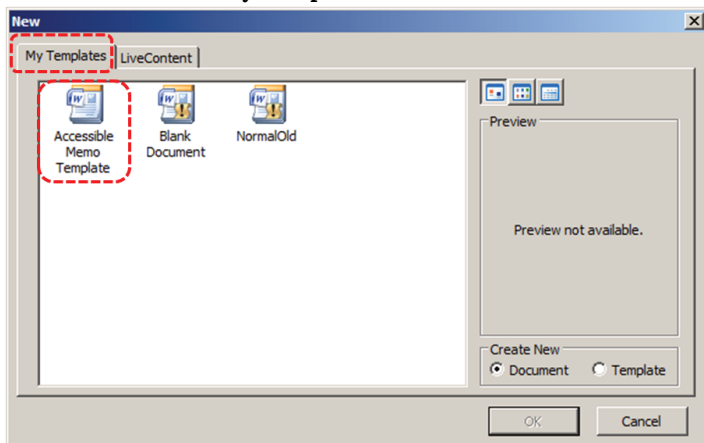 New
My Templates
LiveContent
Accessible
Memo
Template
Blank
Document
NormalOld
Preview
Preview not available.
Create New
Document
Template
OK
Cancel